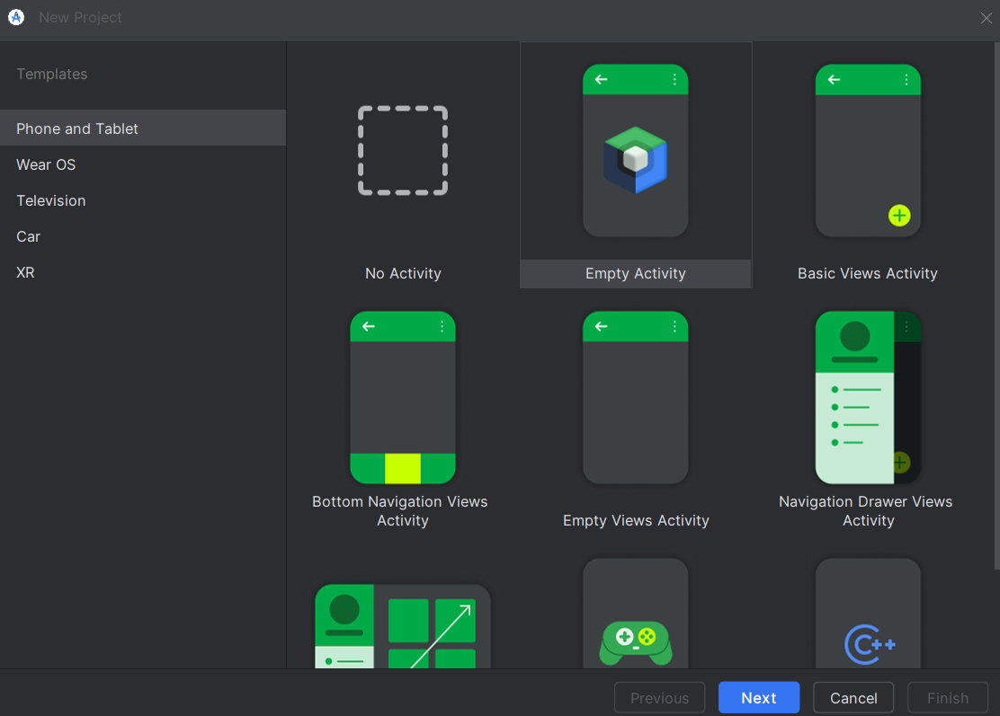 New Project
Templates
Phone and Tablet
Wear OS
Television
Car
XR
No Activity
Empty Activity
Basic Views Activity
Bottom Navigation Views
Activity
Empty Views Activity
Navigation Drawer Views
Activity
C++
Previous
Next
Cancel
Finish